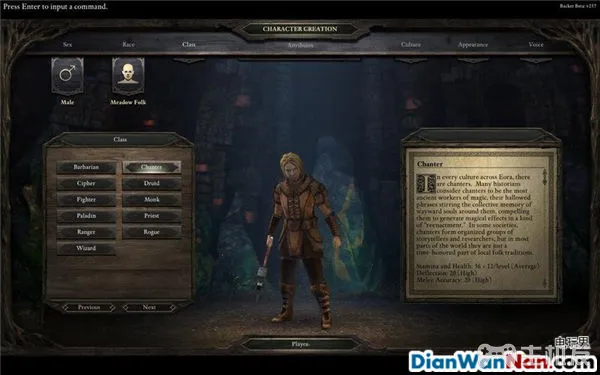 Press Enter to input a command.
Backer Beta: v257
CHARACTER CREATION
Sex
Race
Class
Attributes
Culture
Appearance
Voice
Male
Meadow Folk
Class
Barbarian
Chanter
Cipher
Druid
Fighter
Monk
Paladin
Priest
Ranger
Rogue
Wizard
Previous
Next
Player
Chanter
In every culture across Eora, there
are chanters. Many historians
consider chanters to be the most
ancient workers of magic, their hallowed
phrases stirring the collective memory of
wayward souls around them, compelling
them to generate magical effects in a kind
of "reenactment." In some societies,
chanters form organized groups of
storytellers and researchers, but in most
parts of the world they are just a
time-honored part of local folk traditions.
Stamina and Health: 36 + 12/level (Average)
Deflection: 20 (High)
Melee Accuracy: 20 (High)
DianWanNan.com